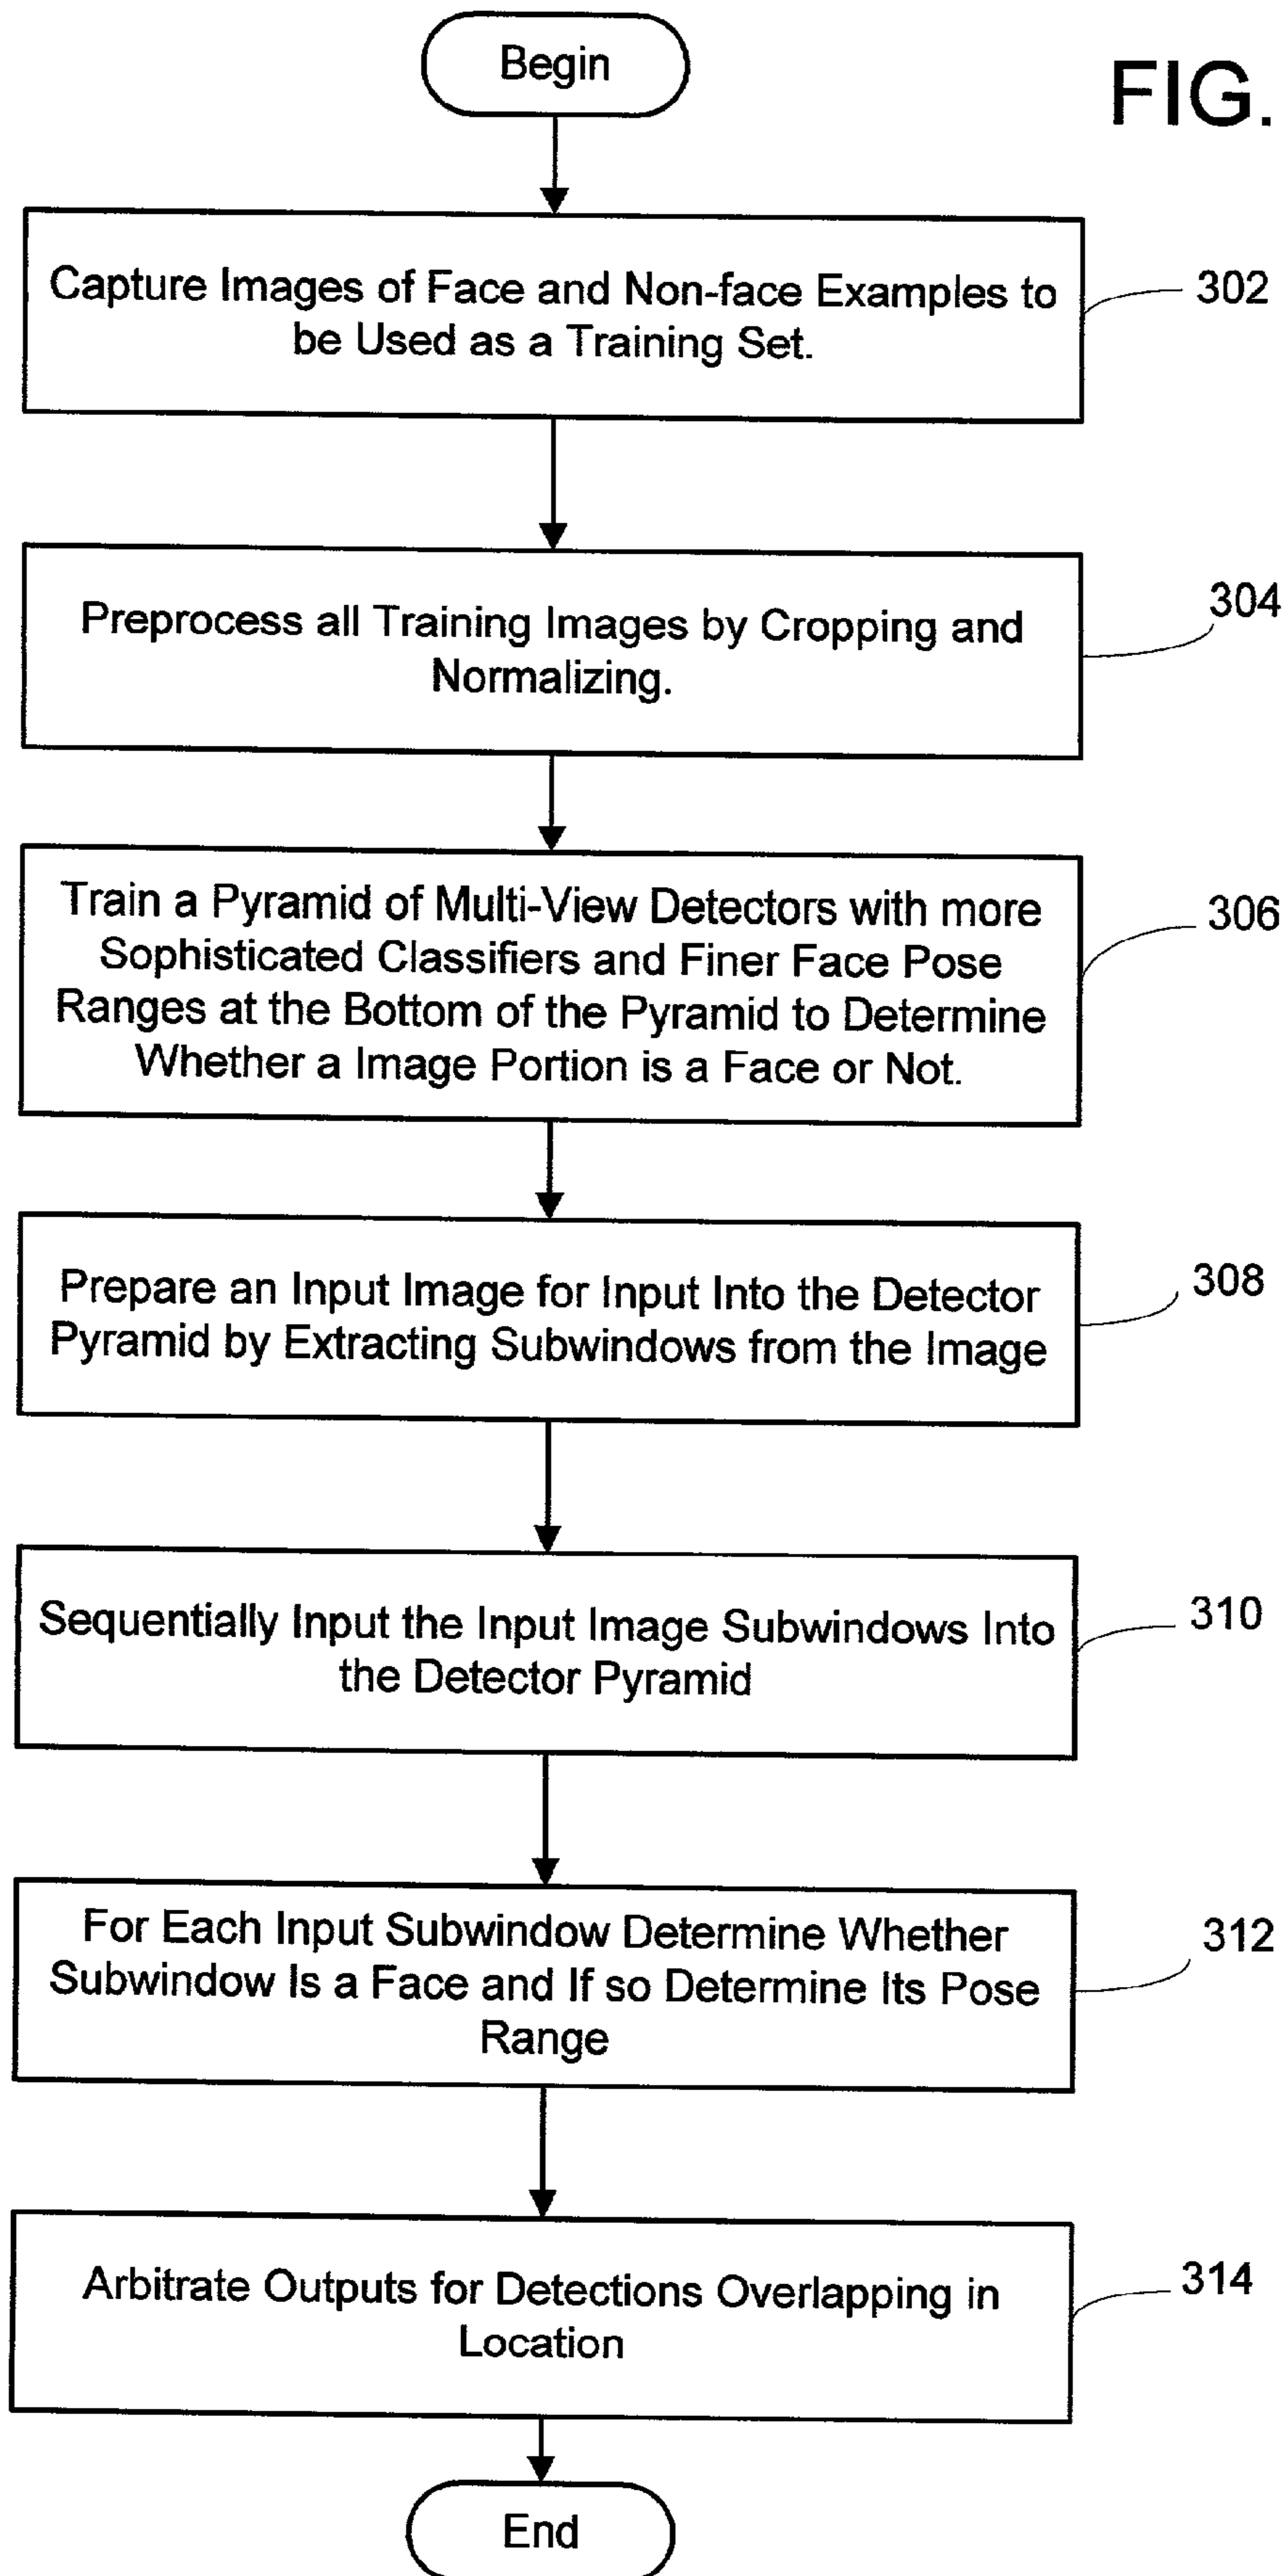 Begin
FIG.
Capture Images of Face and Non-face Examples to
be Used as a Training Set.
302
Preprocess all Training Images by Cropping and
Normalizing.
304
Train a Pyramid of Multi-View Detectors with more
Sophisticated Classifiers and Finer Face Pose
Ranges at the Bottom of the Pyramid to Determine
Whether a Image Portion is a Face or Not.
306
Prepare an Input Image for Input Into the Detector
Pyramid by Extracting Subwindows from the Image
308
Sequentially Input the Input Image Subwindows Into
the Detector Pyramid
310
For Each Input Subwindow Determine Whether
Subwindow Is a Face and If so Determine Its Pose
Range
312
Arbitrate Outputs for Detections Overlapping in
Location
314
End